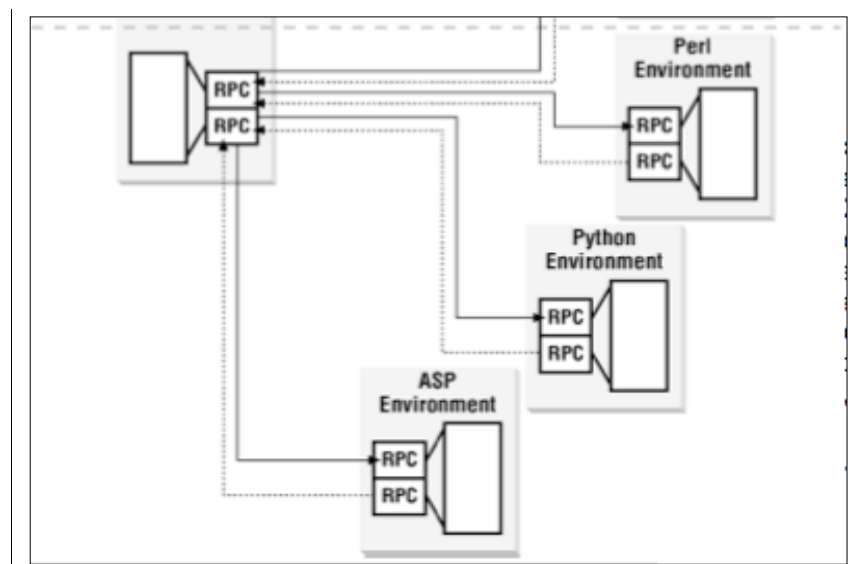 RPC
RPC
Perl
Environment
RPC
RPC
Python
Environment
RPC
RPC
ASP
Environment
RPC
RPC